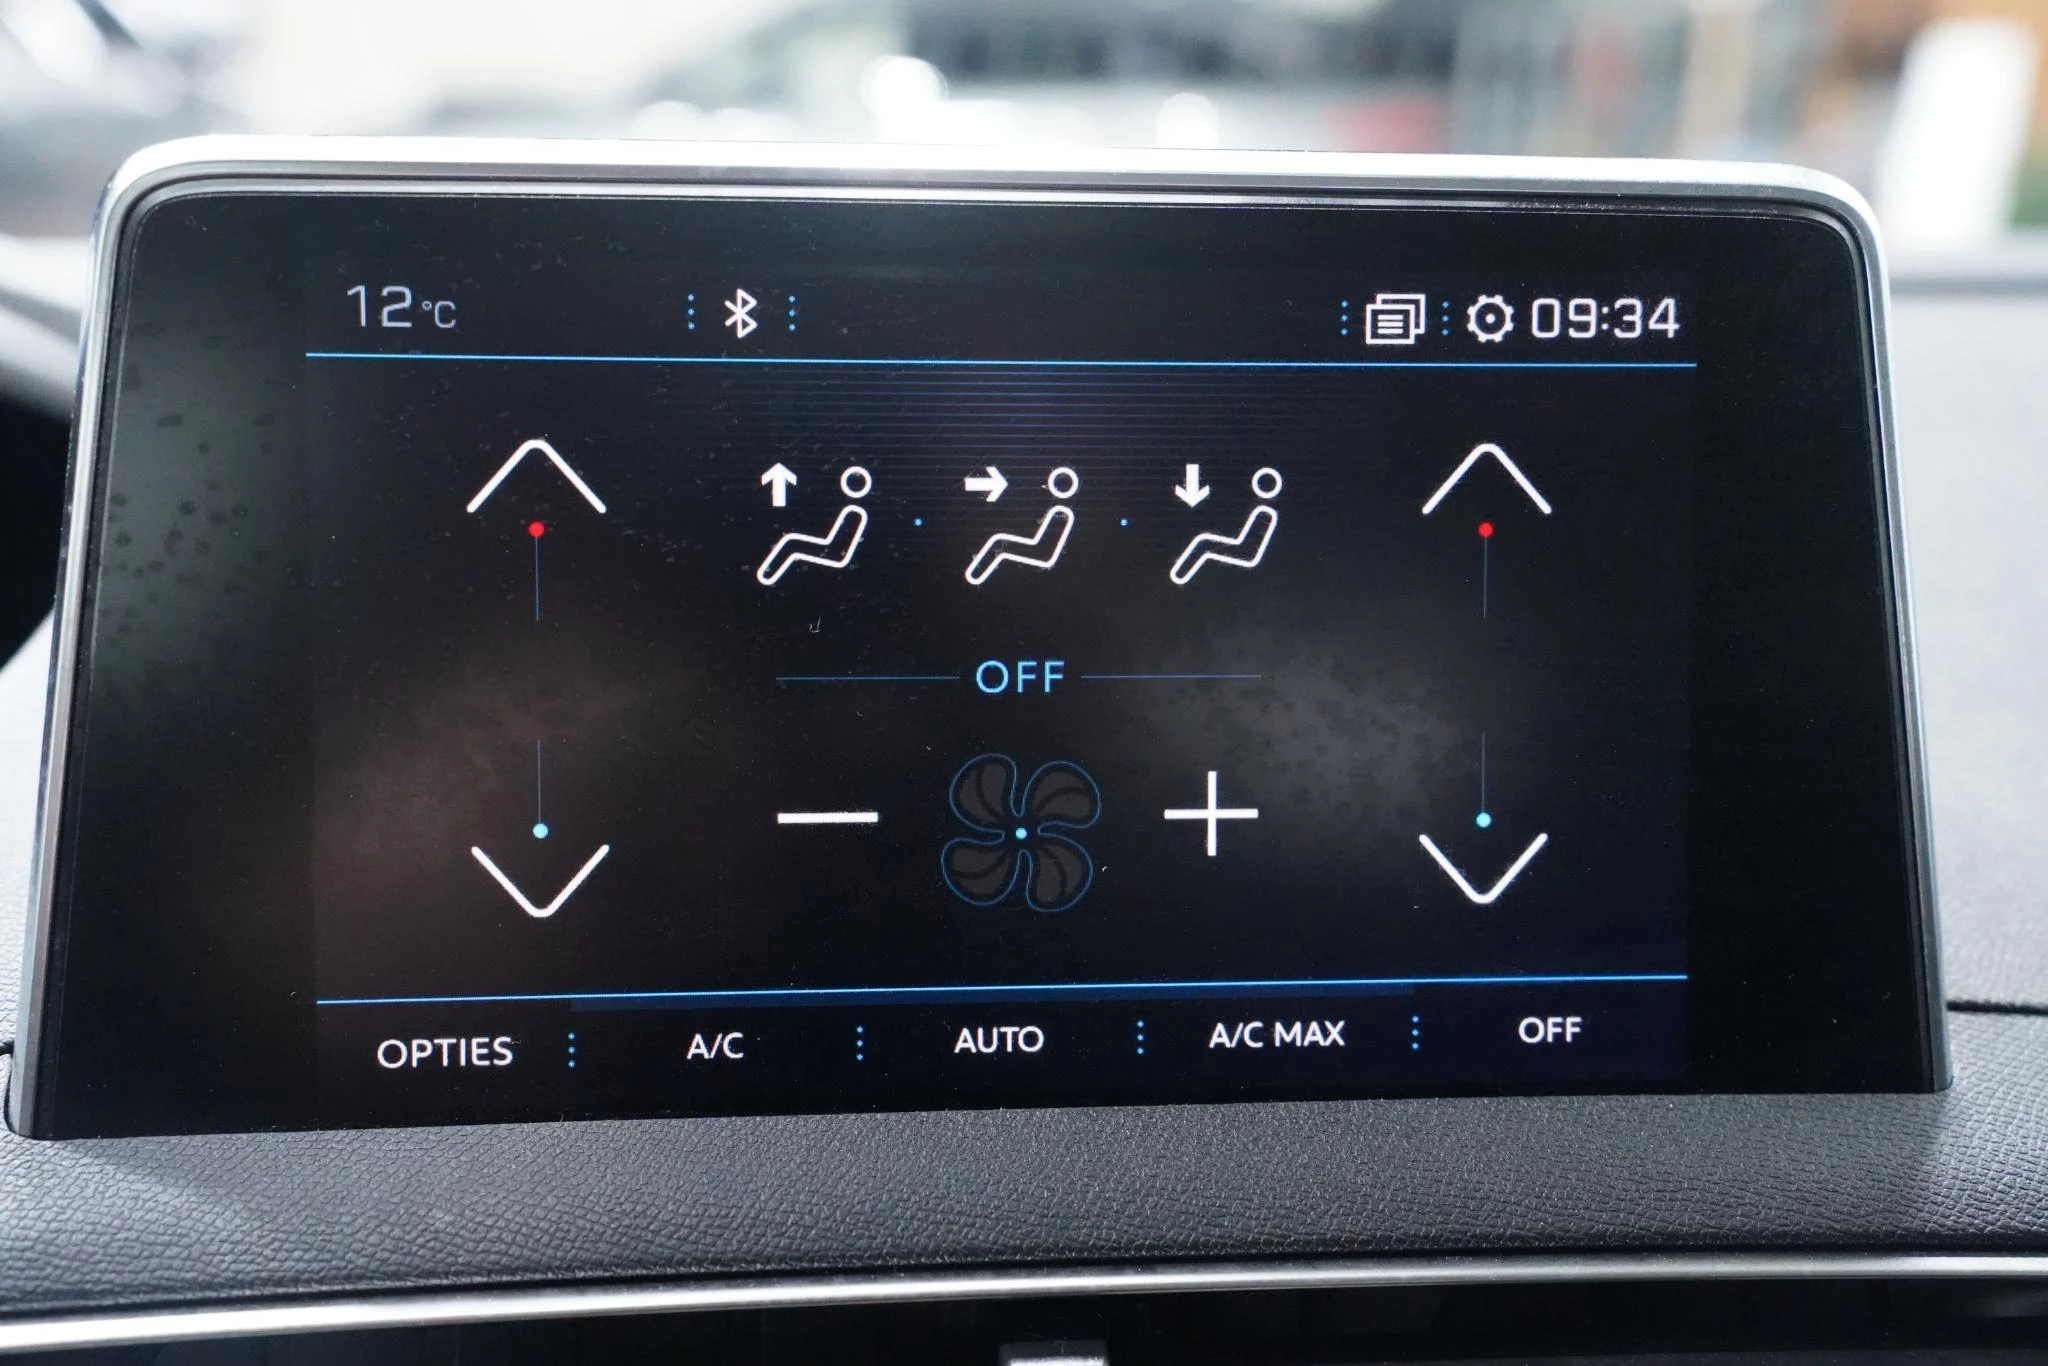 12°C 09:34
OFF
OPTIES A/C AUTO A/C MAX OFF